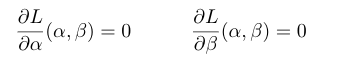 ∂L/∂α (α, β) = 0    ∂L/∂β (α, β) = 0